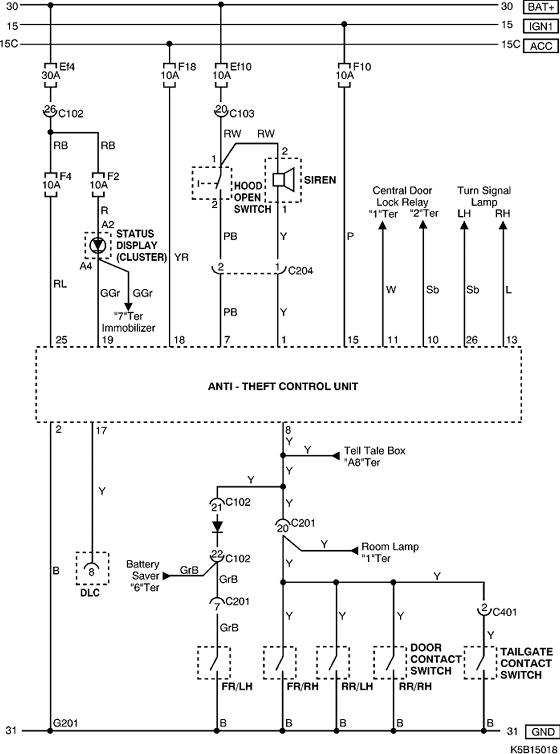 30
30
BAT+
15
15
IGN1
15C
15C
ACC
Ef4
30A
F18
10A
Ef10
10A
F10
10A
26
C102
20
C103
RB
RB
RW
RW
1
2
F4
10A
F2
10A
HOOD
OPEN
SWITCH
SIREN
Central Door
Lock Relay
"1"Ter
"2"Ter
Turn Signal
Lamp
LH
RH
R
A2
STATUS
DISPLAY
(CLUSTER)
A4
2
1
PB
Y
P
YR
2
1
C204
RL
GGr
GGr
"7"Ter
Immobilizer
W
Sb
Sb
L
PB
Y
25
19
18
7
1
15
11
10
26
13
ANTI - THEFT CONTROL UNIT
2
17
8
Y
Y
Tell Tale Box
"A8"Ter
Y
Y
Y
Y
C102
21
C201
20
22
C102
Room Lamp
"1"Ter
Y
Battery
Saver
"6"Ter
GrB
GrB
Y
Y
B
8
DLC
C201
7
2
C401
GrB
Y
Y
Y
Y
DOOR
CONTACT
SWITCH
TAILGATE
CONTACT
SWITCH
FR/LH
FR/RH
RR/LH
RR/RH
31
G201
B
B
B
B
B
31
GND
K5B15018